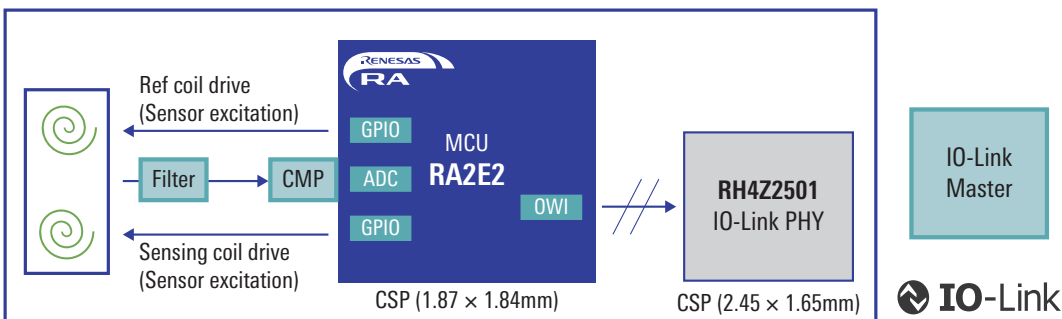 RENESAS
RA
Ref coil drive
(Sensor excitation)
GPIO
MCU
RA2E2
Filter
CMP
ADC
OWI
GPIO
Sensing coil drive
(Sensor excitation)
CSP (1.87 × 1.84mm)
RH4Z2501
IO-Link PHY
CSP (2.45 × 1.65mm)
IO-Link
Master
IO-Link